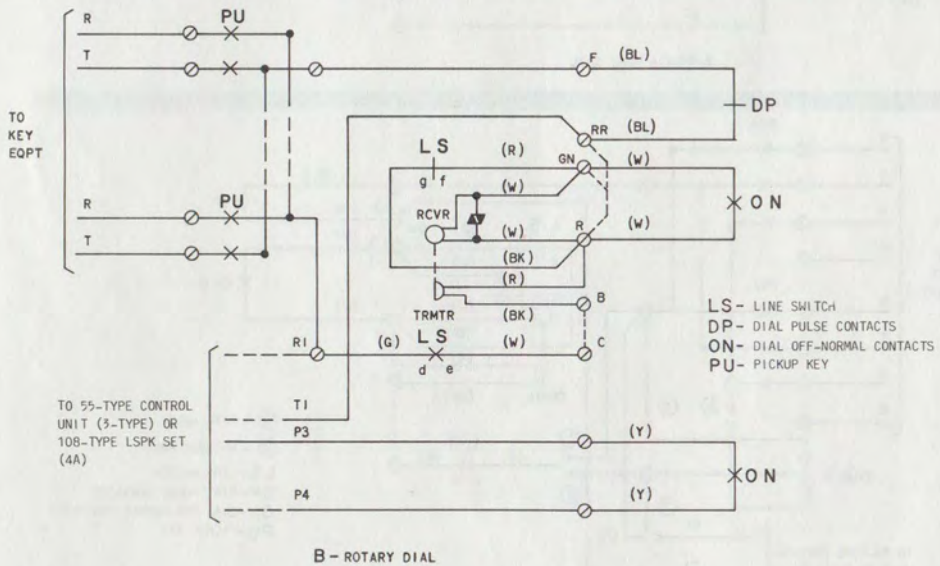 PU
R
T
F
(BL)
DP
TO
KEY
EQPT
RR
(BL)
LS
(R)
GN
(W)
g f
(W)
ON
RCVR
R
PU
(W)
R
(W)
T
(BK)
(R)
B
TRMTR
(BK)
LS- LINE SWITCH
DP- DIAL PULSE CONTACTS
ON- DIAL OFF-NORMAL CONTACTS
PU- PICKUP KEY
RI
(G)
LS
(W)
C
d e
TO 55-TYPE CONTROL
UNIT (3-TYPE) OR
108-TYPE LSPK SET
(4A)
TI
P3
(Y)
ON
P4
(Y)
B-ROTARY DIAL